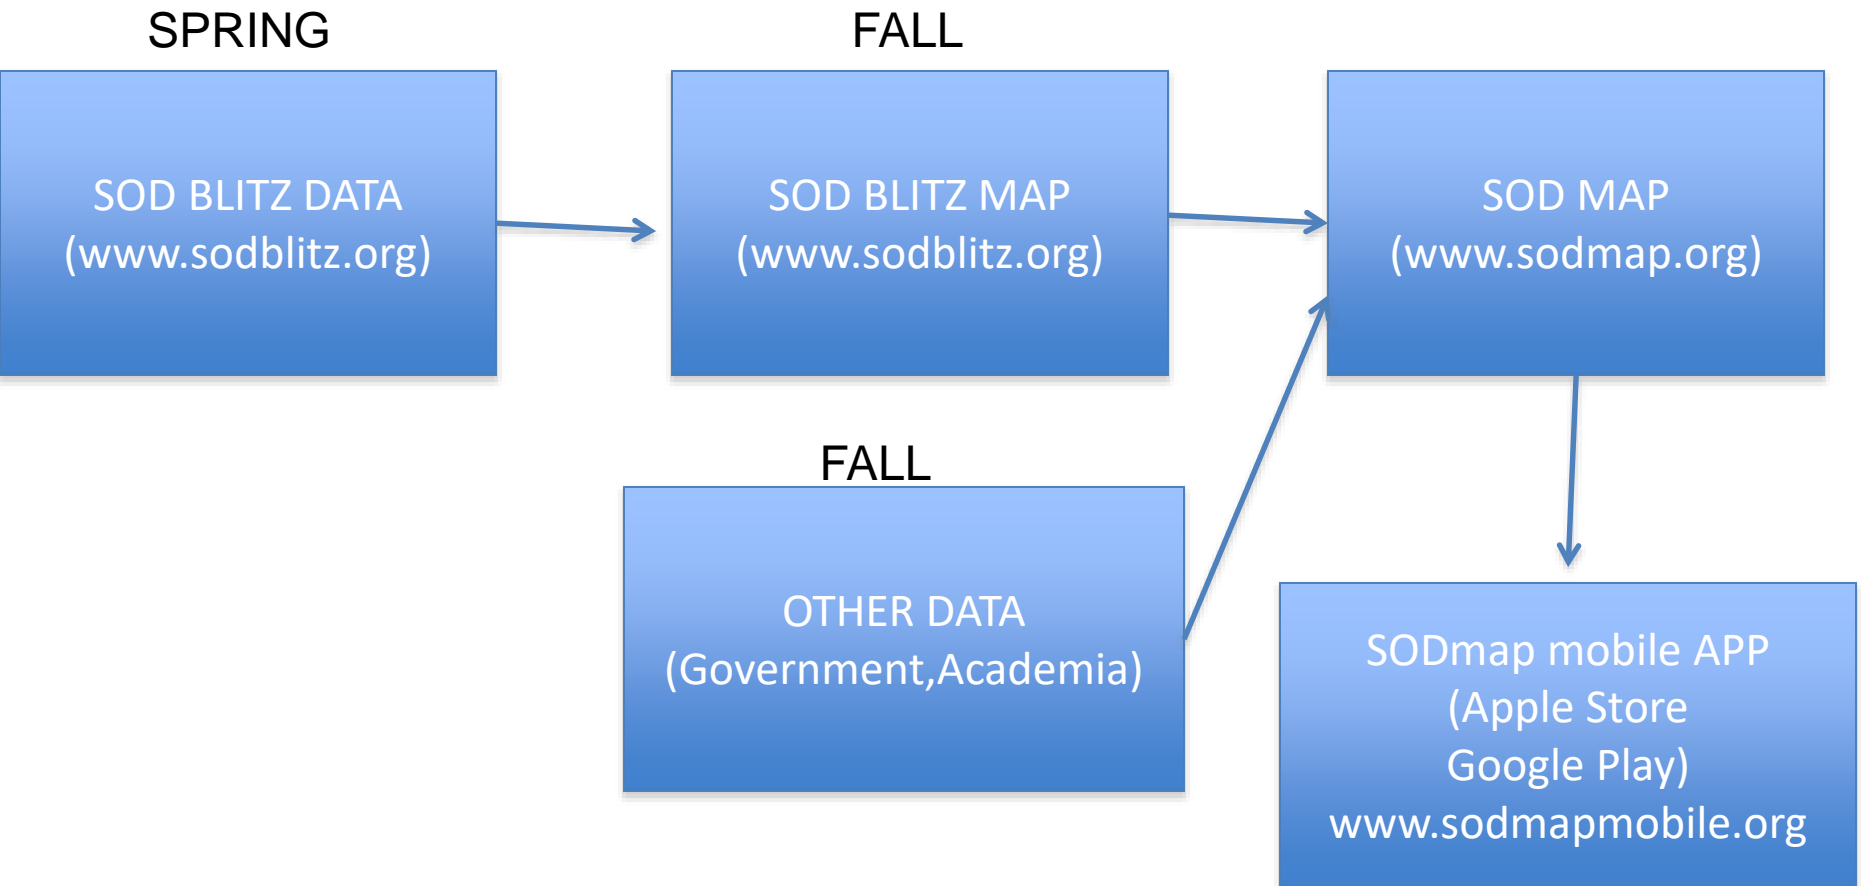 SPRING
SOD BLITZ DATA
(www.sodblitz.org)
FALL
SOD BLITZ MAP
(www.sodblitz.org)
SOD MAP
(www.sodmap.org)
FALL
OTHER DATA
(Government,Academia)
SODmap mobile APP
(Apple Store
Google Play)
www.sodmapmobile.org